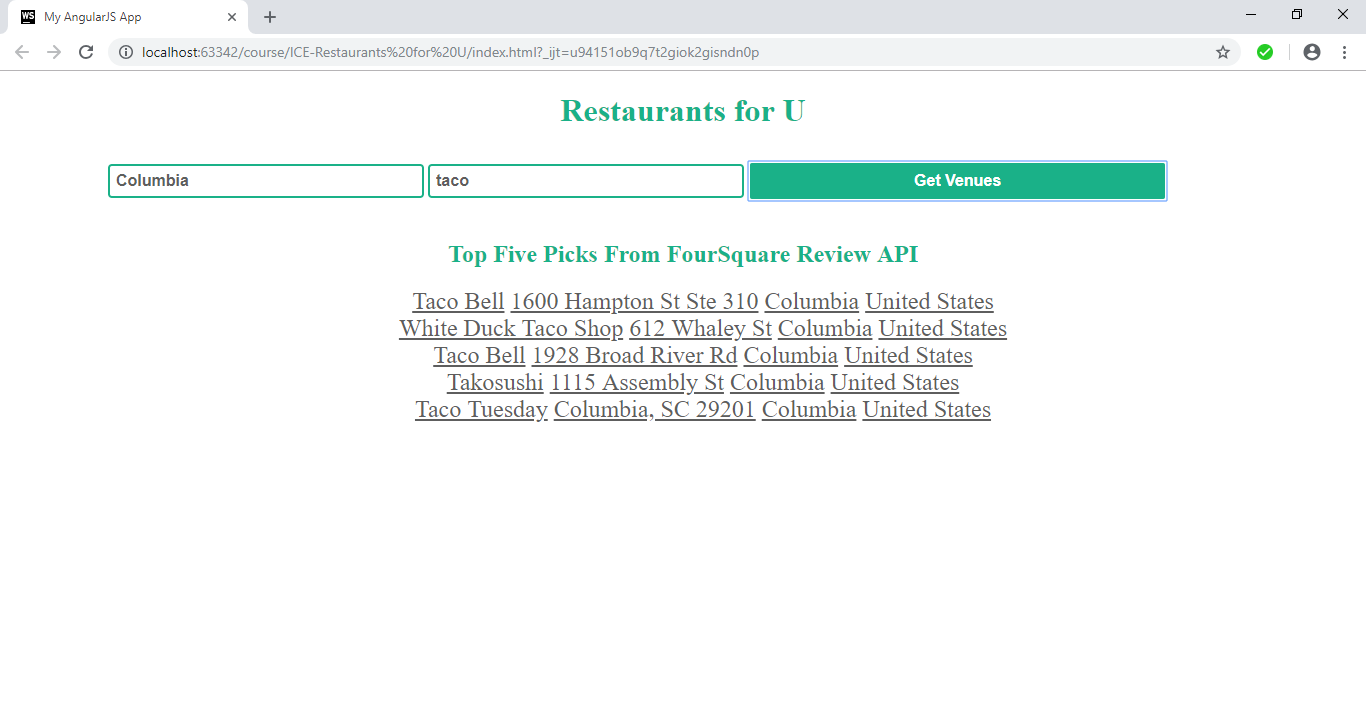 WS My AngularJS App
localhost:63342/course/ICE-Restaurants%20for%20U/index.html?_ijt=u94151ob9q7t2giok2gisndn0p
Restaurants for U
Columbia taco Get Venues
Top Five Picks From FourSquare Review API
Taco Bell 1600 Hampton St Ste 310 Columbia United States
White Duck Taco Shop 612 Whaley St Columbia United States
Taco Bell 1928 Broad River Rd Columbia United States
Takosushi 1115 Assembly St Columbia United States
Taco Tuesday Columbia, SC 29201 Columbia United States